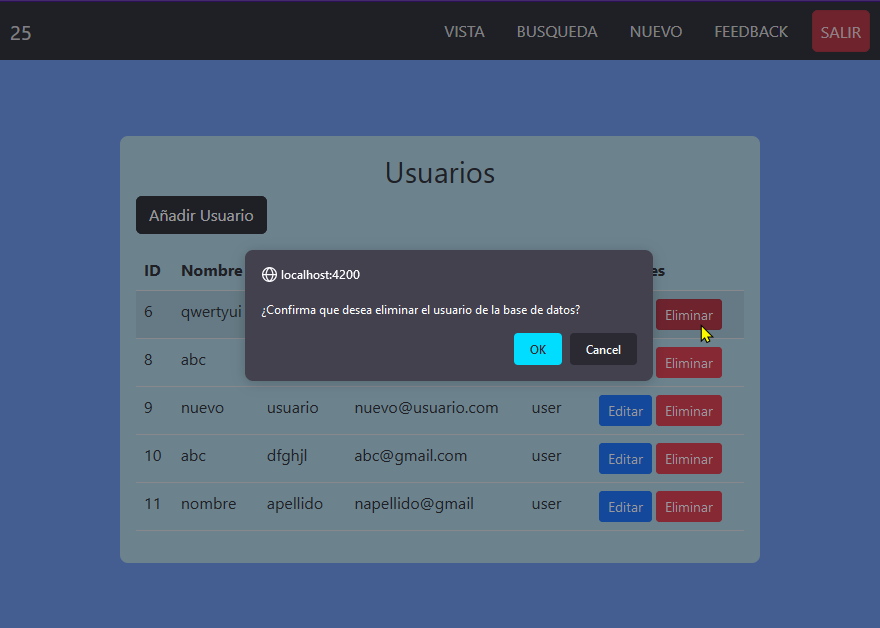 25 VISTA BUSQUEDA NUEVO FEEDBACK SALIR
Usuarios
Añadir Usuario
ID Nombre es
localhost:4200
¿Confirma que desea eliminar el usuario de la base de datos?
OK Cancel
6 qwertyui Eliminar
8 abc Eliminar
9 nuevo usuario nuevo@usuario.com user Editar Eliminar
10 abc dfghjl abc@gmail.com user Editar Eliminar
11 nombre apellido napellido@gmail user Editar Eliminar